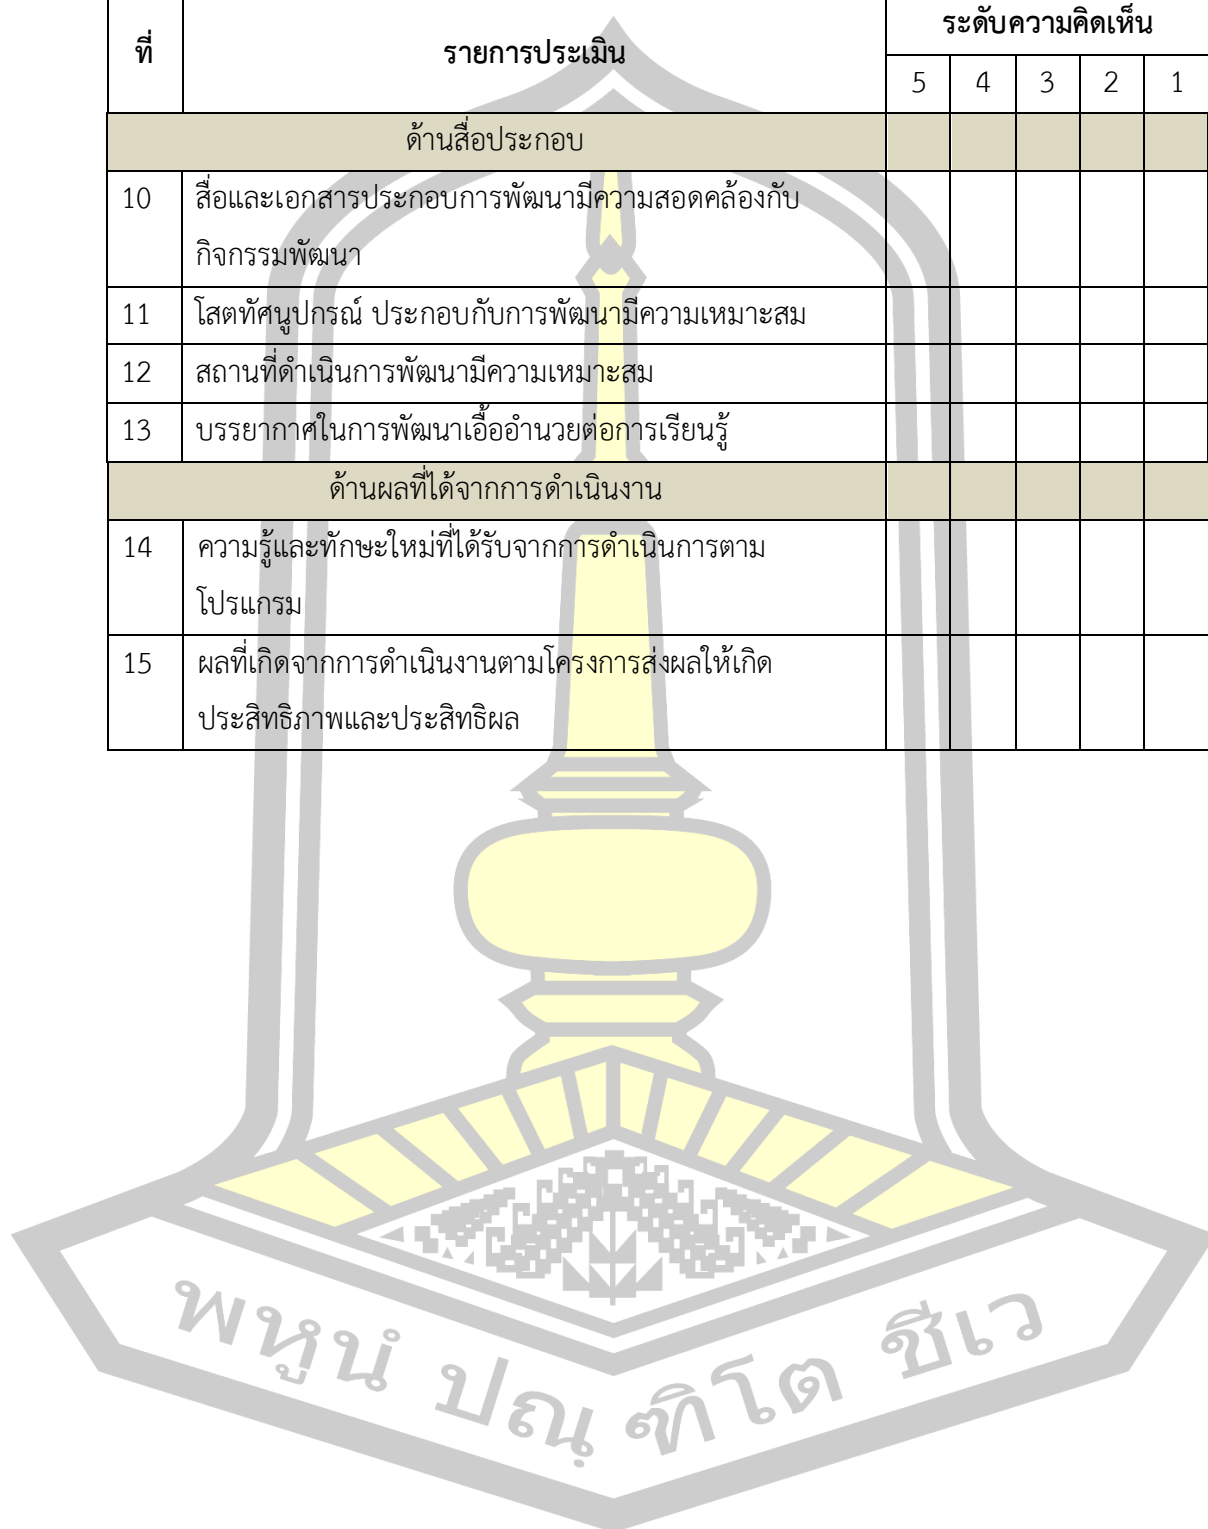 ที่ รายการประเมิน ระดับความคิดเห็น
5 4 3 2 1
ด้านสื่อประกอบ
10 สื่อและเอกสารประกอบการพัฒนามีความสอดคล้องกับ
กิจกรรมพัฒนา
11 โสตทัศนูปกรณ์ ประกอบกับการพัฒนามีความเหมาะสม
12 สถานที่ดำเนินการพัฒนามีความเหมาะสม
13 บรรยากาศในการพัฒนาเอื้ออำนวยต่อการเรียนรู้
ด้านผลที่ได้จากการดำเนินงาน
14 ความรู้และทักษะใหม่ที่ได้รับจากการดำเนินการตาม
โปรแกรม
15 ผลที่เกิดจากการดำเนินงานตามโครงการส่งผลให้เกิด
ประสิทธิภาพและประสิทธิผล
พหูนํ ปณฺฑิโต ชีเว